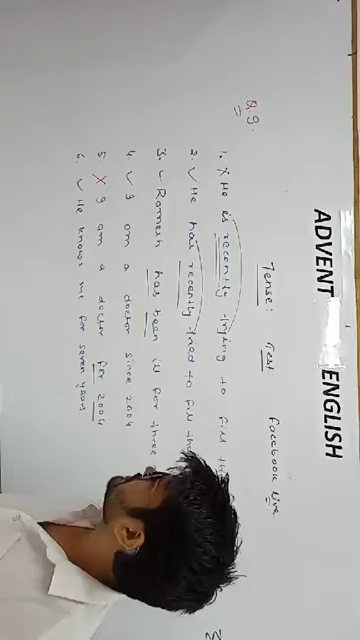 ADVENT ENGLISH
Tense: Test Facebook live
Q.9.
1. X He is recently trying to fill the
2. ✓ He has recently tried to fill the
3. ✓ Ramesh has been ill for three
4. ✓ I am a doctor since 2004.
5. X I am a doctor for 2004
6. ✓ He knows me for seven years